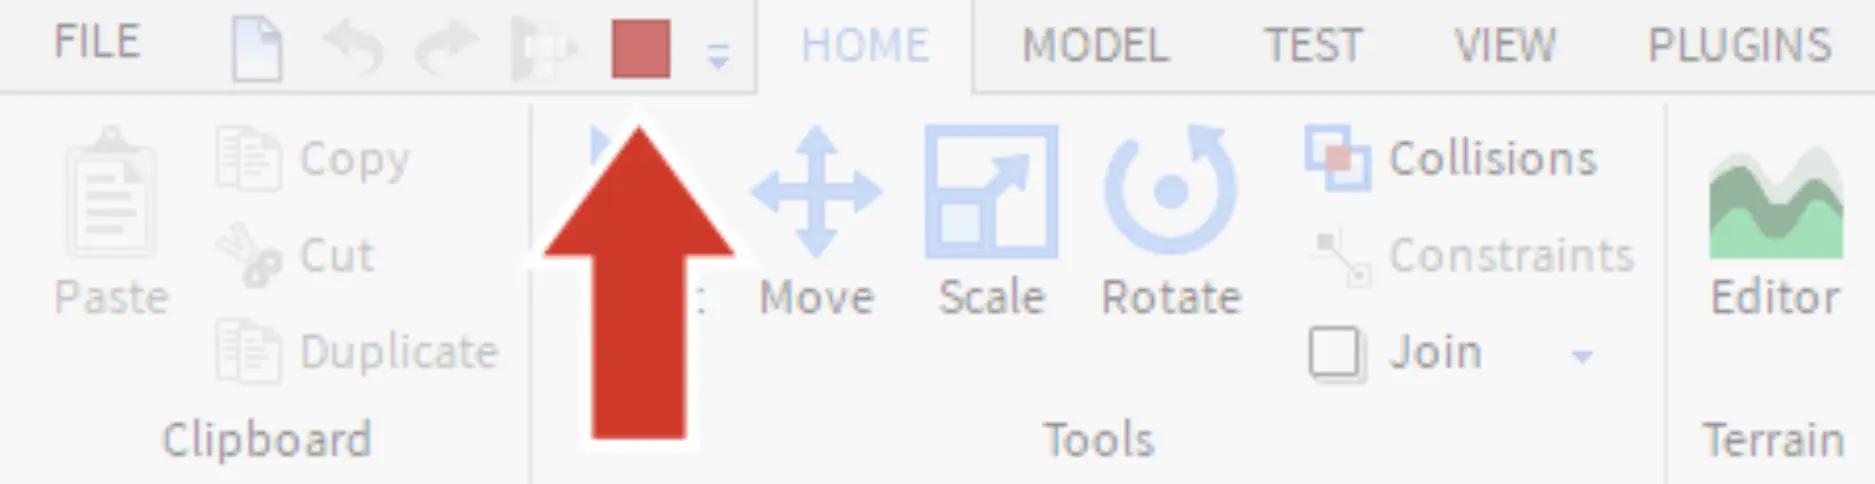 FILE HOME MODEL TEST VIEW PLUGINS
Copy Collisions
Cut Constraints
Paste Move Scale Rotate Editor
Duplicate Join
Clipboard Tools Terrain